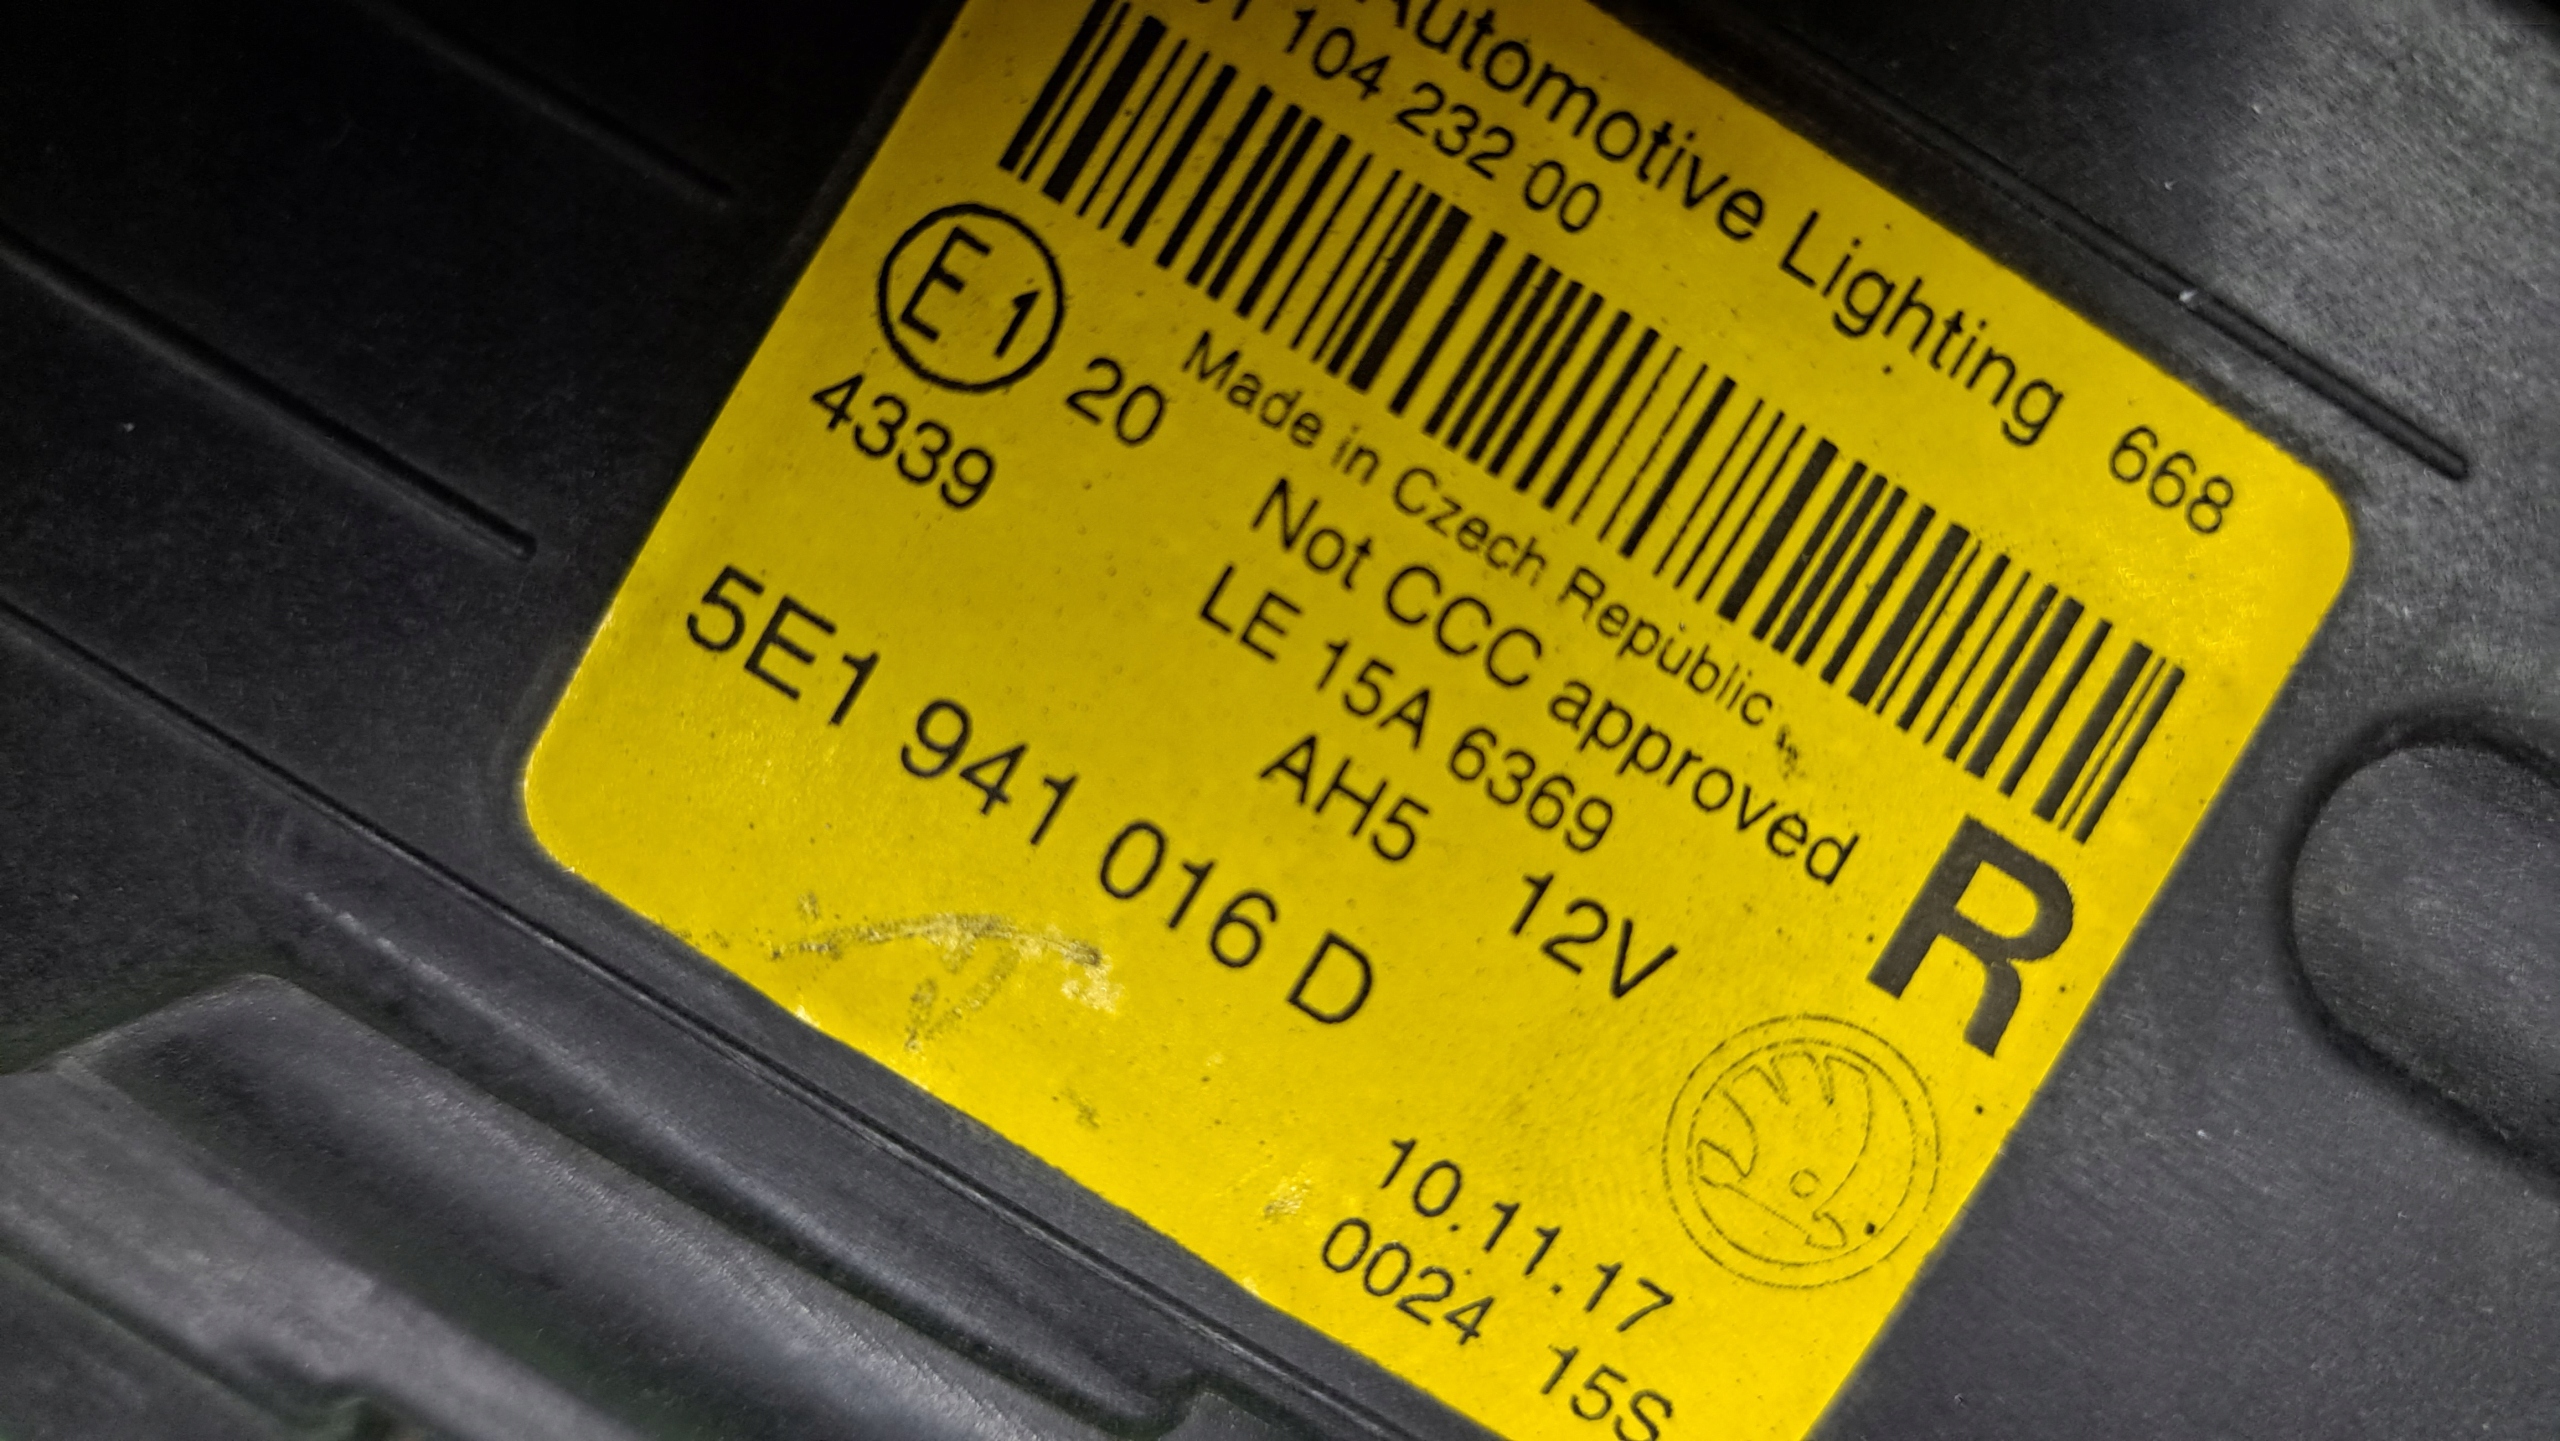 Automotive Lighting 668
1 104 232 00
E1
20
Made in Czech Republic
4339
Not CCC approved
LE 15A 6369
R
AH5 12V
5E1 941 016 D
10.11.17
0024 15S